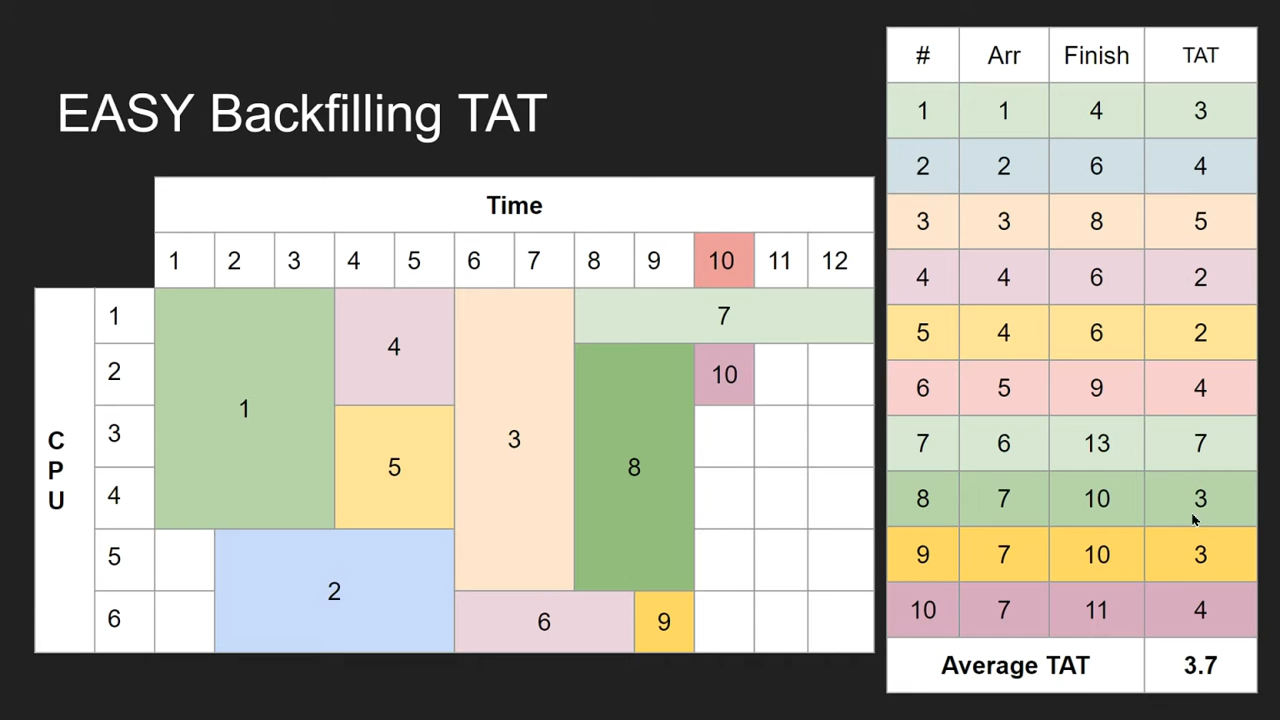 EASY Backfilling TAT
Time
1 2 3 4 5 6 7 8 9 10 11 12
C
P
U
1
2
3
4
5
6
1
4
5
2
3
6
7
8
9
10
# Arr Finish TAT
1 1 4 3
2 2 6 4
3 3 8 5
4 4 6 2
5 4 6 2
6 5 9 4
7 6 13 7
8 7 10 3
9 7 10 3
10 7 11 4
Average TAT 3.7